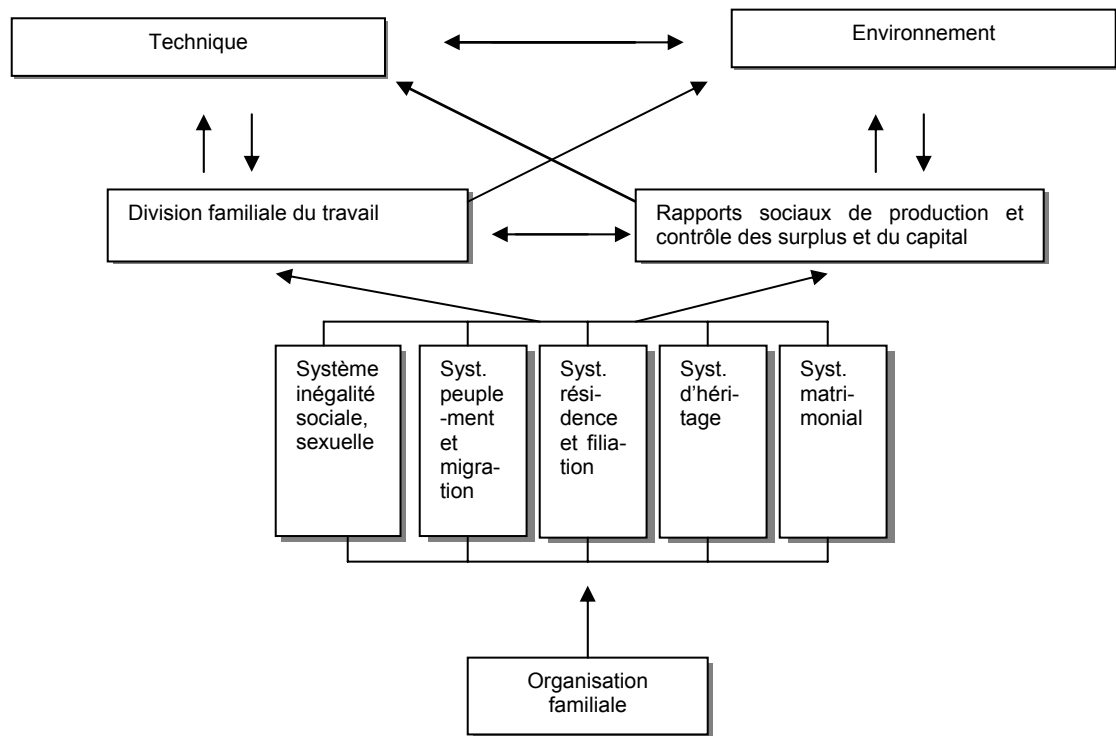 Technique
Environnement
Division familiale du travail
Rapports sociaux de production et
contrôle des surplus et du capital
Système
inégalité
sociale,
sexuelle
Syst.
peuple-
-ment
et
migra-
tion
Syst.
rési-
dence
et filia-
tion
Syst.
d’héri-
tage
Syst.
matri-
monial
Organisation
familiale